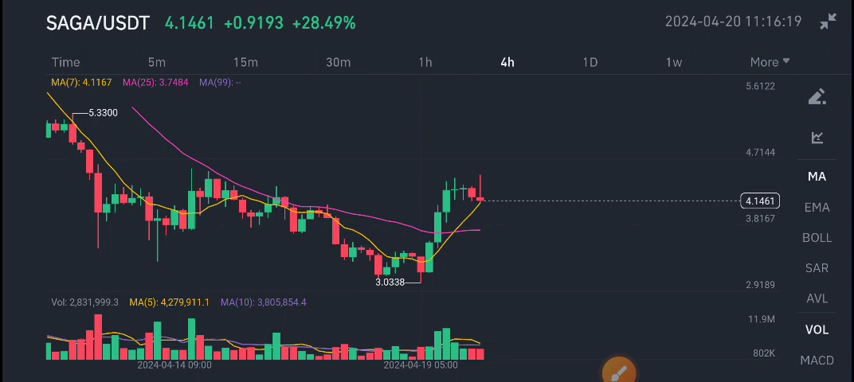 SAGA/USDT 4.1461 +0.9193 +28.49% 2024-04-20 11:16:19
Time 5m 15m 30m 1h 4h 1D 1w More
MA(7): 4.1167 MA(25): 3.7484 MA(99): --
5.6122
5.3300
4.7144
MA
4.1461
EMA
3.8167
BOLL
SAR
3.0338
2.9189
AVL
Vol: 2,831,999.3 MA(5): 4,279,911.1 MA(10): 3,805,854.4
11.9M
VOL
802K
MACD
2024-04-14 09:00 2024-04-19 05:00